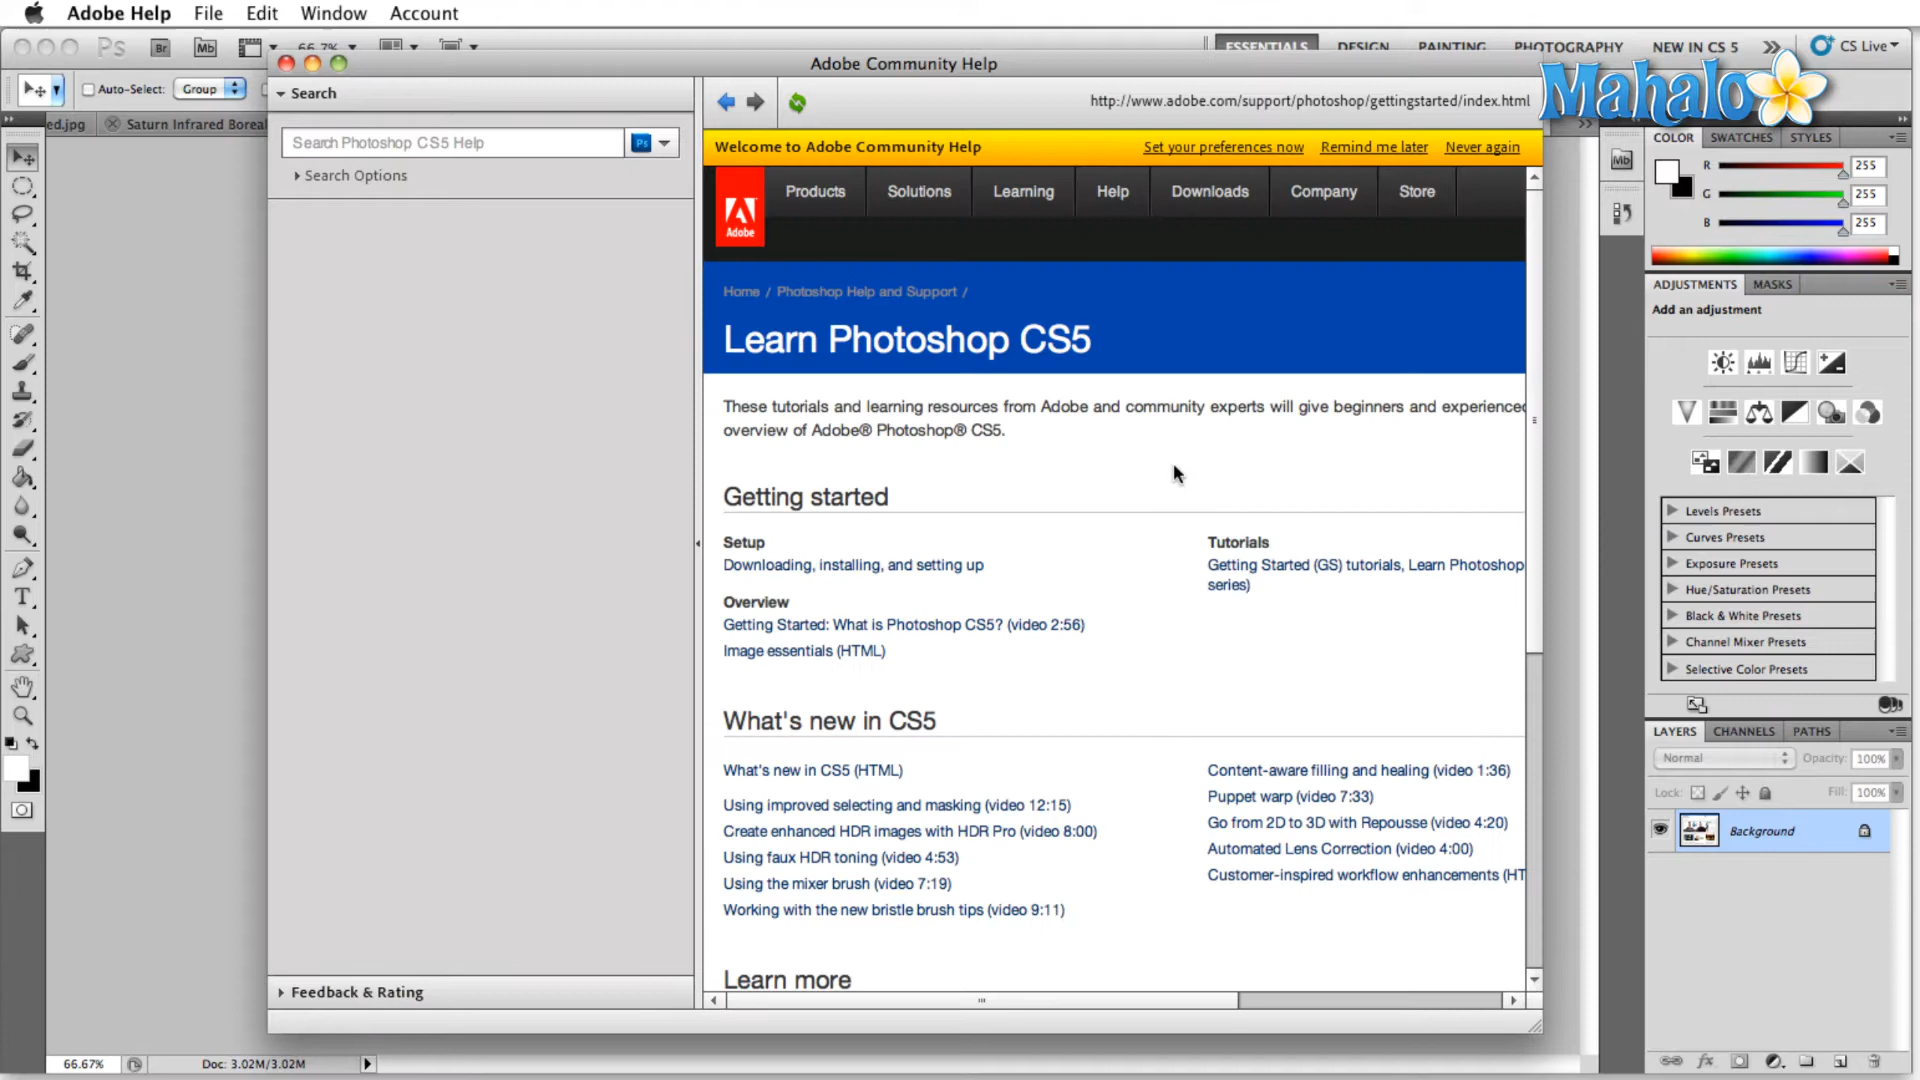 Adobe Help File Edit Window Account
Ps Br Mb 66.7% ESSENTIALS DESIGN PAINTING PHOTOGRAPHY NEW IN CS 5 CS Live
Adobe Community Help
Mahalo
Auto-Select: Group
Search
http://www.adobe.com/support/photoshop/gettingstarted/index.html
ed.jpg Saturn Infrared Boreal
Search Photoshop CS5 Help Ps
Search Options
Welcome to Adobe Community Help Set your preferences now Remind me later Never again
Adobe
Products Solutions Learning Help Downloads Company Store
Home / Photoshop Help and Support /
Learn Photoshop CS5
These tutorials and learning resources from Adobe and community experts will give beginners and experienced
overview of Adobe® Photoshop® CS5.
Getting started
Setup
Downloading, installing, and setting up
Overview
Getting Started: What is Photoshop CS5? (video 2:56)
Image essentials (HTML)
Tutorials
Getting Started (GS) tutorials, Learn Photoshop
series)
What's new in CS5
What's new in CS5 (HTML)
Using improved selecting and masking (video 12:15)
Create enhanced HDR images with HDR Pro (video 8:00)
Using faux HDR toning (video 4:53)
Using the mixer brush (video 7:19)
Working with the new bristle brush tips (video 9:11)
Content-aware filling and healing (video 1:36)
Puppet warp (video 7:33)
Go from 2D to 3D with Repousse (video 4:20)
Automated Lens Correction (video 4:00)
Customer-inspired workflow enhancements (HT
Learn more
Feedback & Rating
66.67% Doc: 3.02M/3.02M
Mb
COLOR SWATCHES STYLES
R 255
G 255
B 255
ADJUSTMENTS MASKS
Add an adjustment
Levels Presets
Curves Presets
Exposure Presets
Hue/Saturation Presets
Black & White Presets
Channel Mixer Presets
Selective Color Presets
LAYERS CHANNELS PATHS
Normal Opacity: 100%
Lock: Fill: 100%
Background
fx